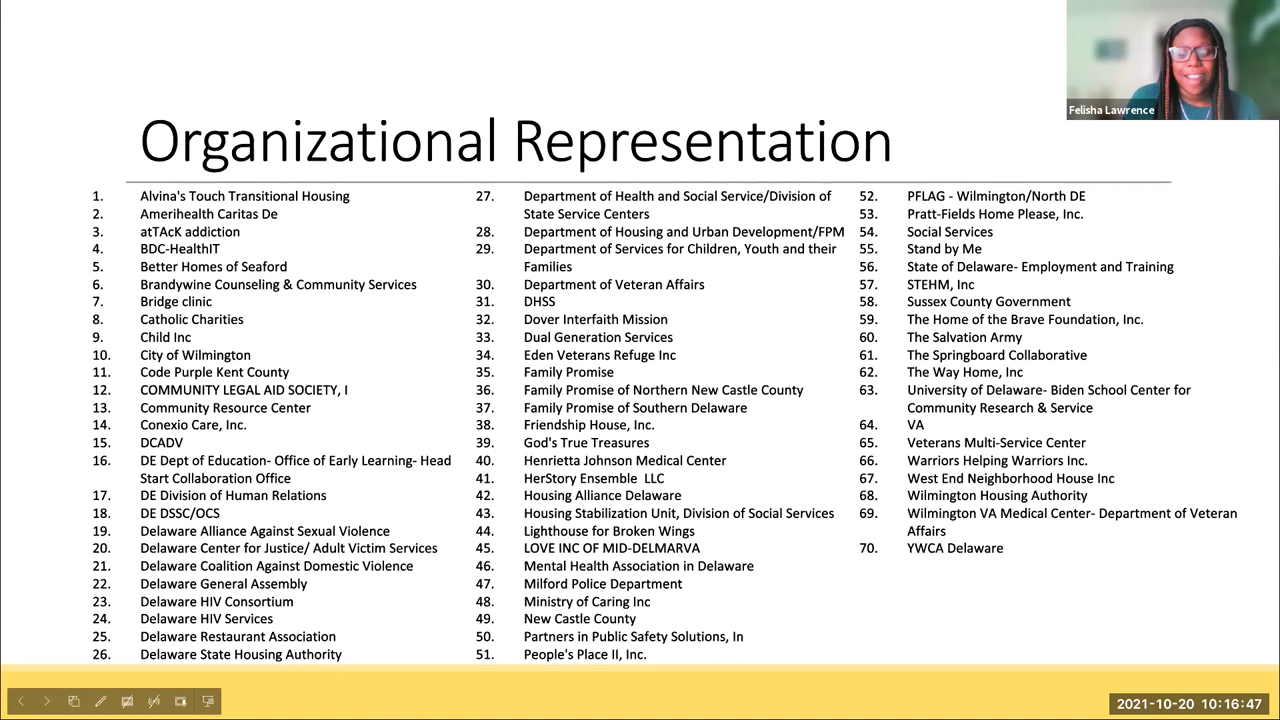 Felisha Lawrence
Organizational Representation
1. Alvina's Touch Transitional Housing
2. Amerihealth Caritas De
3. atTAcK addiction
4. BDC-HealthIT
5. Better Homes of Seaford
6. Brandywine Counseling & Community Services
7. Bridge clinic
8. Catholic Charities
9. Child Inc
10. City of Wilmington
11. Code Purple Kent County
12. COMMUNITY LEGAL AID SOCIETY, I
13. Community Resource Center
14. Conexio Care, Inc.
15. DCADV
16. DE Dept of Education- Office of Early Learning- Head
Start Collaboration Office
17. DE Division of Human Relations
18. DE DSSC/OCS
19. Delaware Alliance Against Sexual Violence
20. Delaware Center for Justice/ Adult Victim Services
21. Delaware Coalition Against Domestic Violence
22. Delaware General Assembly
23. Delaware HIV Consortium
24. Delaware HIV Services
25. Delaware Restaurant Association
26. Delaware State Housing Authority
27. Department of Health and Social Service/Division of
State Service Centers
28. Department of Housing and Urban Development/FPM
29. Department of Services for Children, Youth and their
Families
30. Department of Veteran Affairs
31. DHSS
32. Dover Interfaith Mission
33. Dual Generation Services
34. Eden Veterans Refuge Inc
35. Family Promise
36. Family Promise of Northern New Castle County
37. Family Promise of Southern Delaware
38. Friendship House, Inc.
39. God's True Treasures
40. Henrietta Johnson Medical Center
41. HerStory Ensemble LLC
42. Housing Alliance Delaware
43. Housing Stabilization Unit, Division of Social Services
44. Lighthouse for Broken Wings
45. LOVE INC OF MID-DELMARVA
46. Mental Health Association in Delaware
47. Milford Police Department
48. Ministry of Caring Inc
49. New Castle County
50. Partners in Public Safety Solutions, In
51. People's Place II, Inc.
52. PFLAG - Wilmington/North DE
53. Pratt-Fields Home Please, Inc.
54. Social Services
55. Stand by Me
56. State of Delaware- Employment and Training
57. STEHM, Inc
58. Sussex County Government
59. The Home of the Brave Foundation, Inc.
60. The Salvation Army
61. The Springboard Collaborative
62. The Way Home, Inc
63. University of Delaware- Biden School Center for
Community Research & Service
64. VA
65. Veterans Multi-Service Center
66. Warriors Helping Warriors Inc.
67. West End Neighborhood House Inc
68. Wilmington Housing Authority
69. Wilmington VA Medical Center- Department of Veteran
Affairs
70. YWCA Delaware
2021-10-20 10:16:47